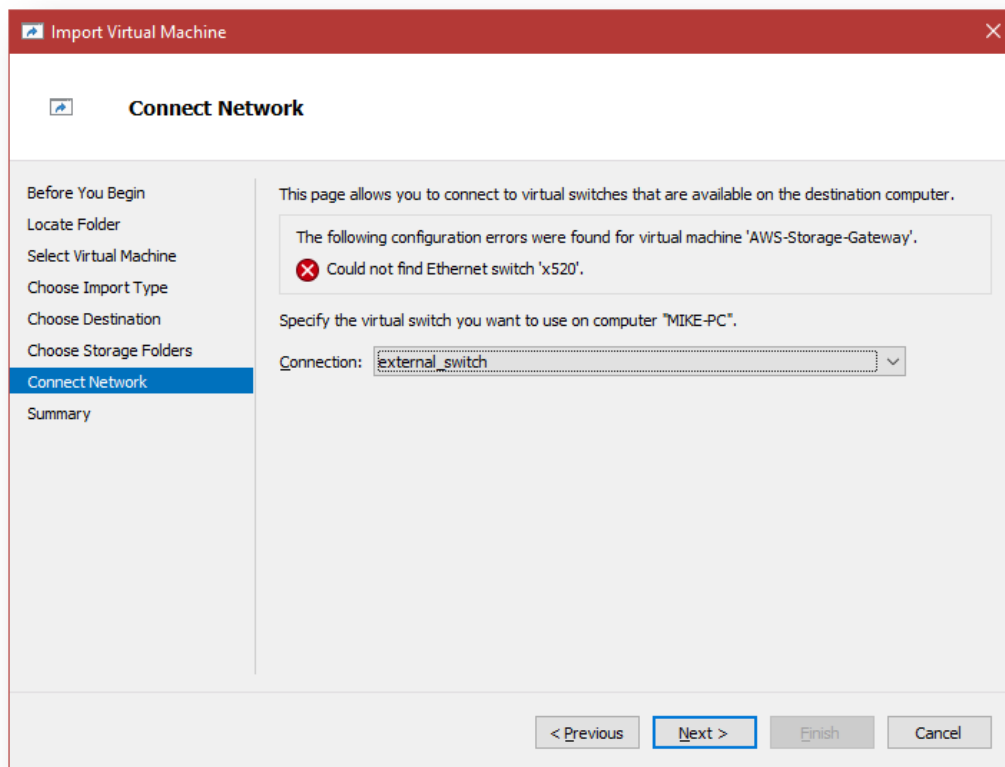 Import Virtual Machine
Connect Network
Before You Begin
Locate Folder
Select Virtual Machine
Choose Import Type
Choose Destination
Choose Storage Folders
Connect Network
Summary
This page allows you to connect to virtual switches that are available on the destination computer.
The following configuration errors were found for virtual machine 'AWS-Storage-Gateway'.
Could not find Ethernet switch 'x520'.
Specify the virtual switch you want to use on computer "MIKE-PC".
Connection: external_switch
< Previous Next > Finish Cancel